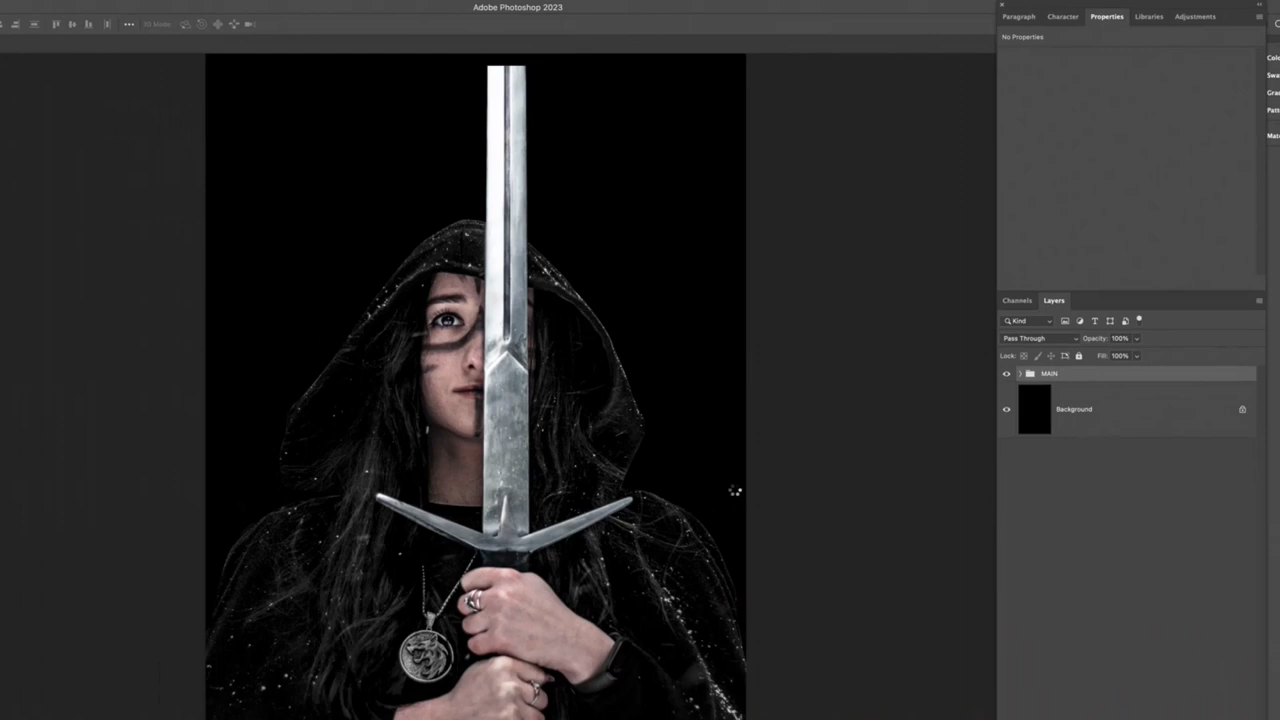 Adobe Photoshop 2023
3D Mode
Paragraph Character Properties Libraries Adjustments
No Properties
Channels Layers
Kind
Pass Through Opacity: 100%
Lock: Fill: 100%
MAIN
Background